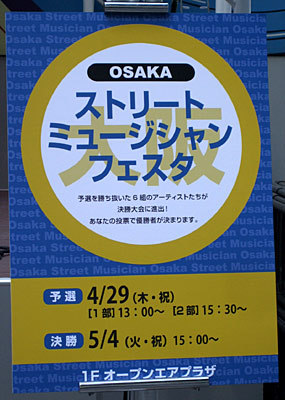 Osaka Street Musician
OSAKA
大阪
ストリート
ミュージシャン
フェスタ
予選を勝ち抜いた6組のアーティストたちが
決勝大会に進出!
あなたの投票で優勝者が決まります。
予選 4/29(木・祝)
[1部]13:00～ [2部]15:30～
決勝 5/4(火・祝) 15:00～
1F オープンエアプラザ